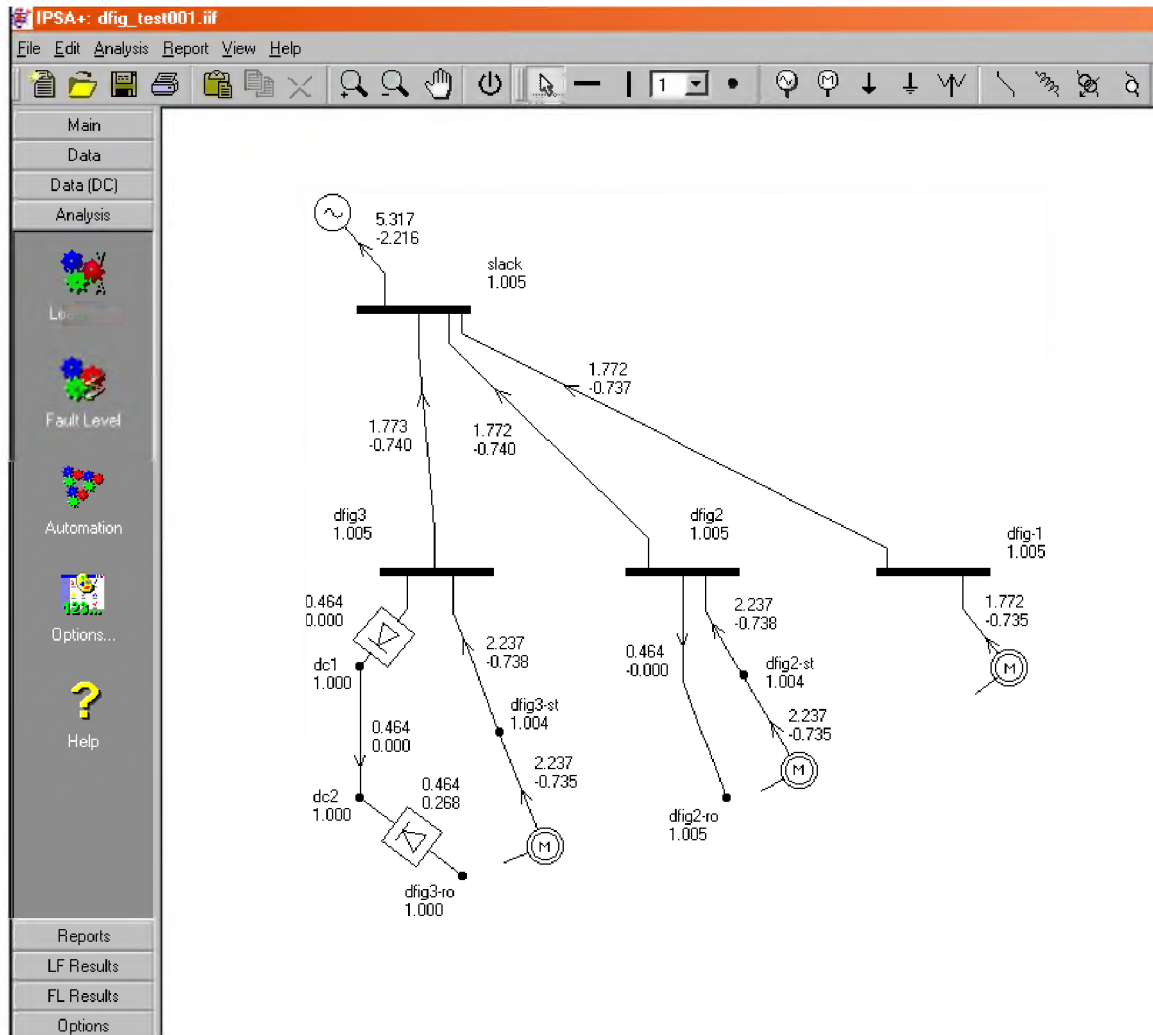 IPSA+: dfig_test001.iif
File Edit Analysis Report View Help
1
Main
Data
Data (DC)
Analysis
Fault Level
Automation
123...
Options...
Help
Reports
LF Results
FL Results
Options
5.317
-2.216
slack
1.005
1.772
-0.737
1.773
-0.740
1.772
-0.740
dfig3
1.005
dfig2
1.005
dfig-1
1.005
0.464
0.000
2.237
-0.738
0.464
-0.000
2.237
-0.738
1.772
-0.735
M
dc1
1.000
dfig3-st
1.004
dfig2-st
1.004
0.464
0.000
2.237
-0.735
2.237
-0.735
M
dc2
1.000
0.464
0.268
M
dfig2-ro
1.005
dfig3-ro
1.000